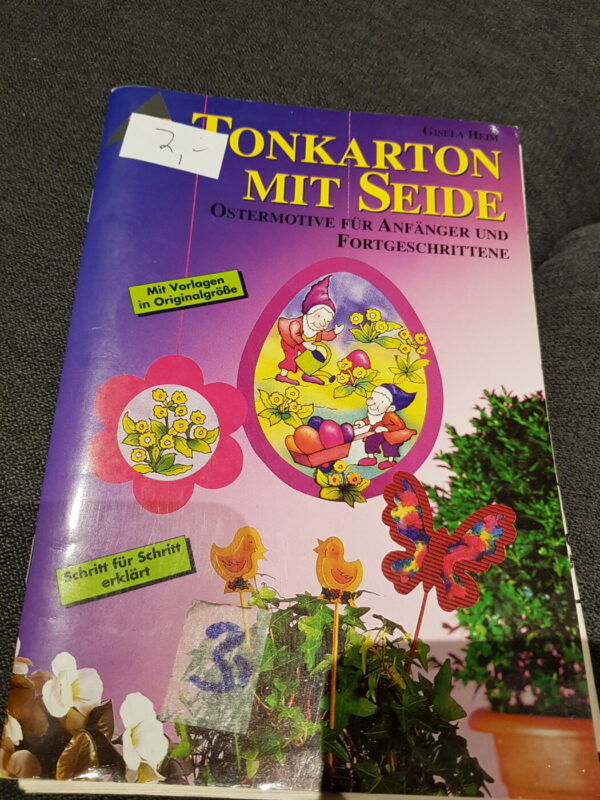 Gisela Heim
2,-
Tonkarton
mit Seide
Ostermotive für Anfänger und
Fortgeschrittene
Mit Vorlagen
in Originalgröße
Schritt für Schritt
erklärt
3,